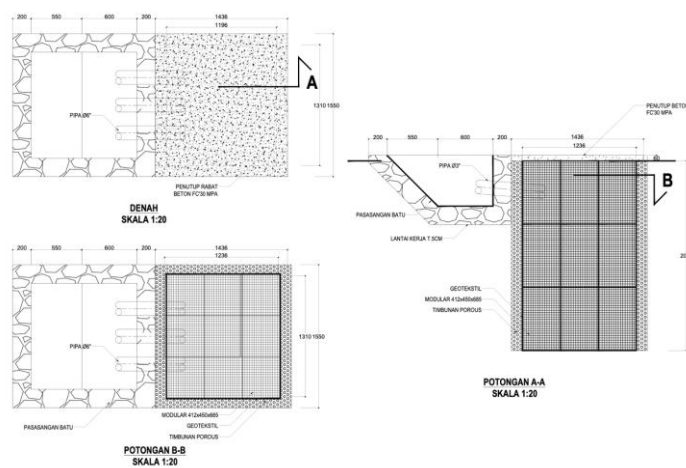 200
550
600
200
1436
1196
A
PIPA Ø6"
1310
1550
PENUTUP RABAT
BETON FC'30 MPA
DENAH
SKALA 1:20
200
550
600
200
1436
1236
PIPA Ø6"
1310
1550
PASASANGAN BATU
MODULAR 412x450x685
GEOTEKSTIL
TIMBUNAN POROUS
POTONGAN B-B
SKALA 1:20
PENUTUP BETON
FC'30 MPA
200
550
600
200
1436
1236
60
PIPA Ø3"
B
PASASANGAN BATU
LANTAI KERJA 7.5CM
GEOTEKSTIL
MODULAR 412x450x685
TIMBUNAN POROUS
POTONGAN A-A
SKALA 1:20